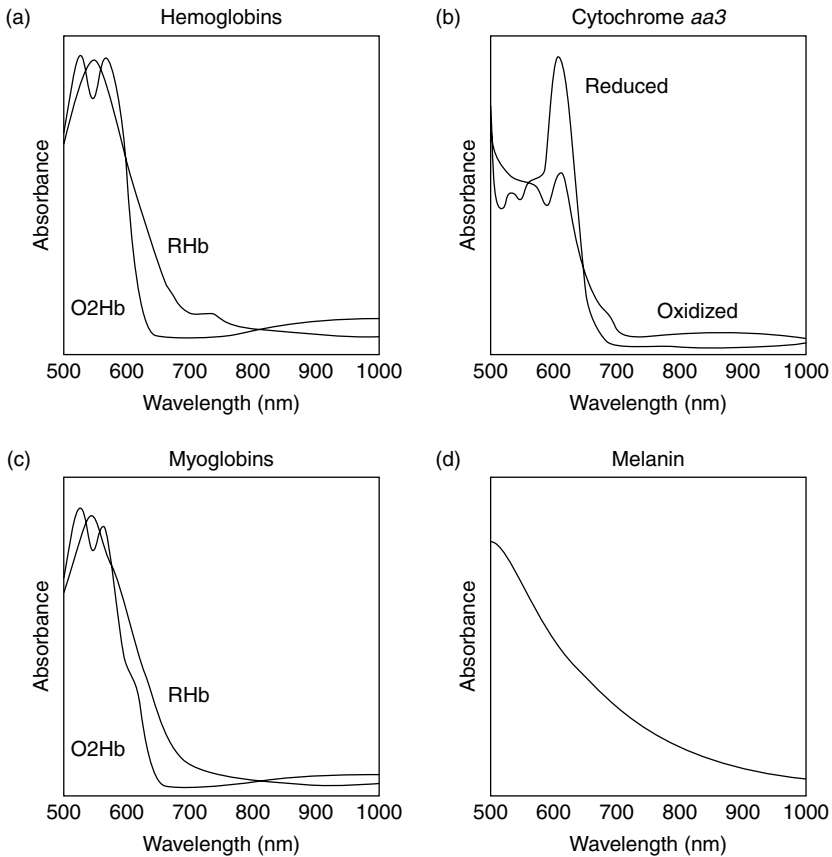 (a) Hemoglobins
Absorbance
RHb
O2Hb
500 600 700 800 900 1000
Wavelength (nm)
(b) Cytochrome aa3
Absorbance
Reduced
Oxidized
500 600 700 800 900 1000
Wavelength (nm)
(c) Myoglobins
Absorbance
RHb
O2Hb
500 600 700 800 900 1000
Wavelength (nm)
(d) Melanin
Absorbance
500 600 700 800 900 1000
Wavelength (nm)